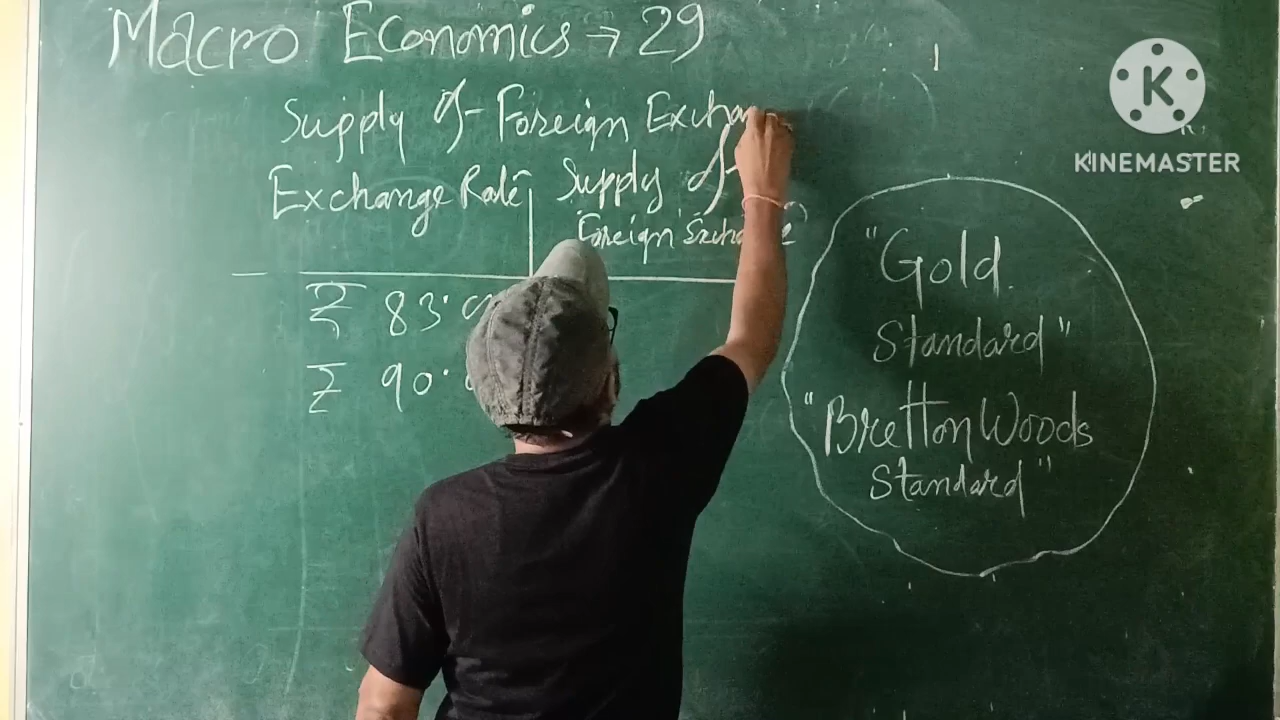 Macro Economics → 29
Supply of Foreign Exchan
Exchange Rate
Supply of
Foreign Exchange
₹ 83.
₹ 90.
"Gold
Standard"
"Bretton Woods
Standard"
K
KINEMASTER